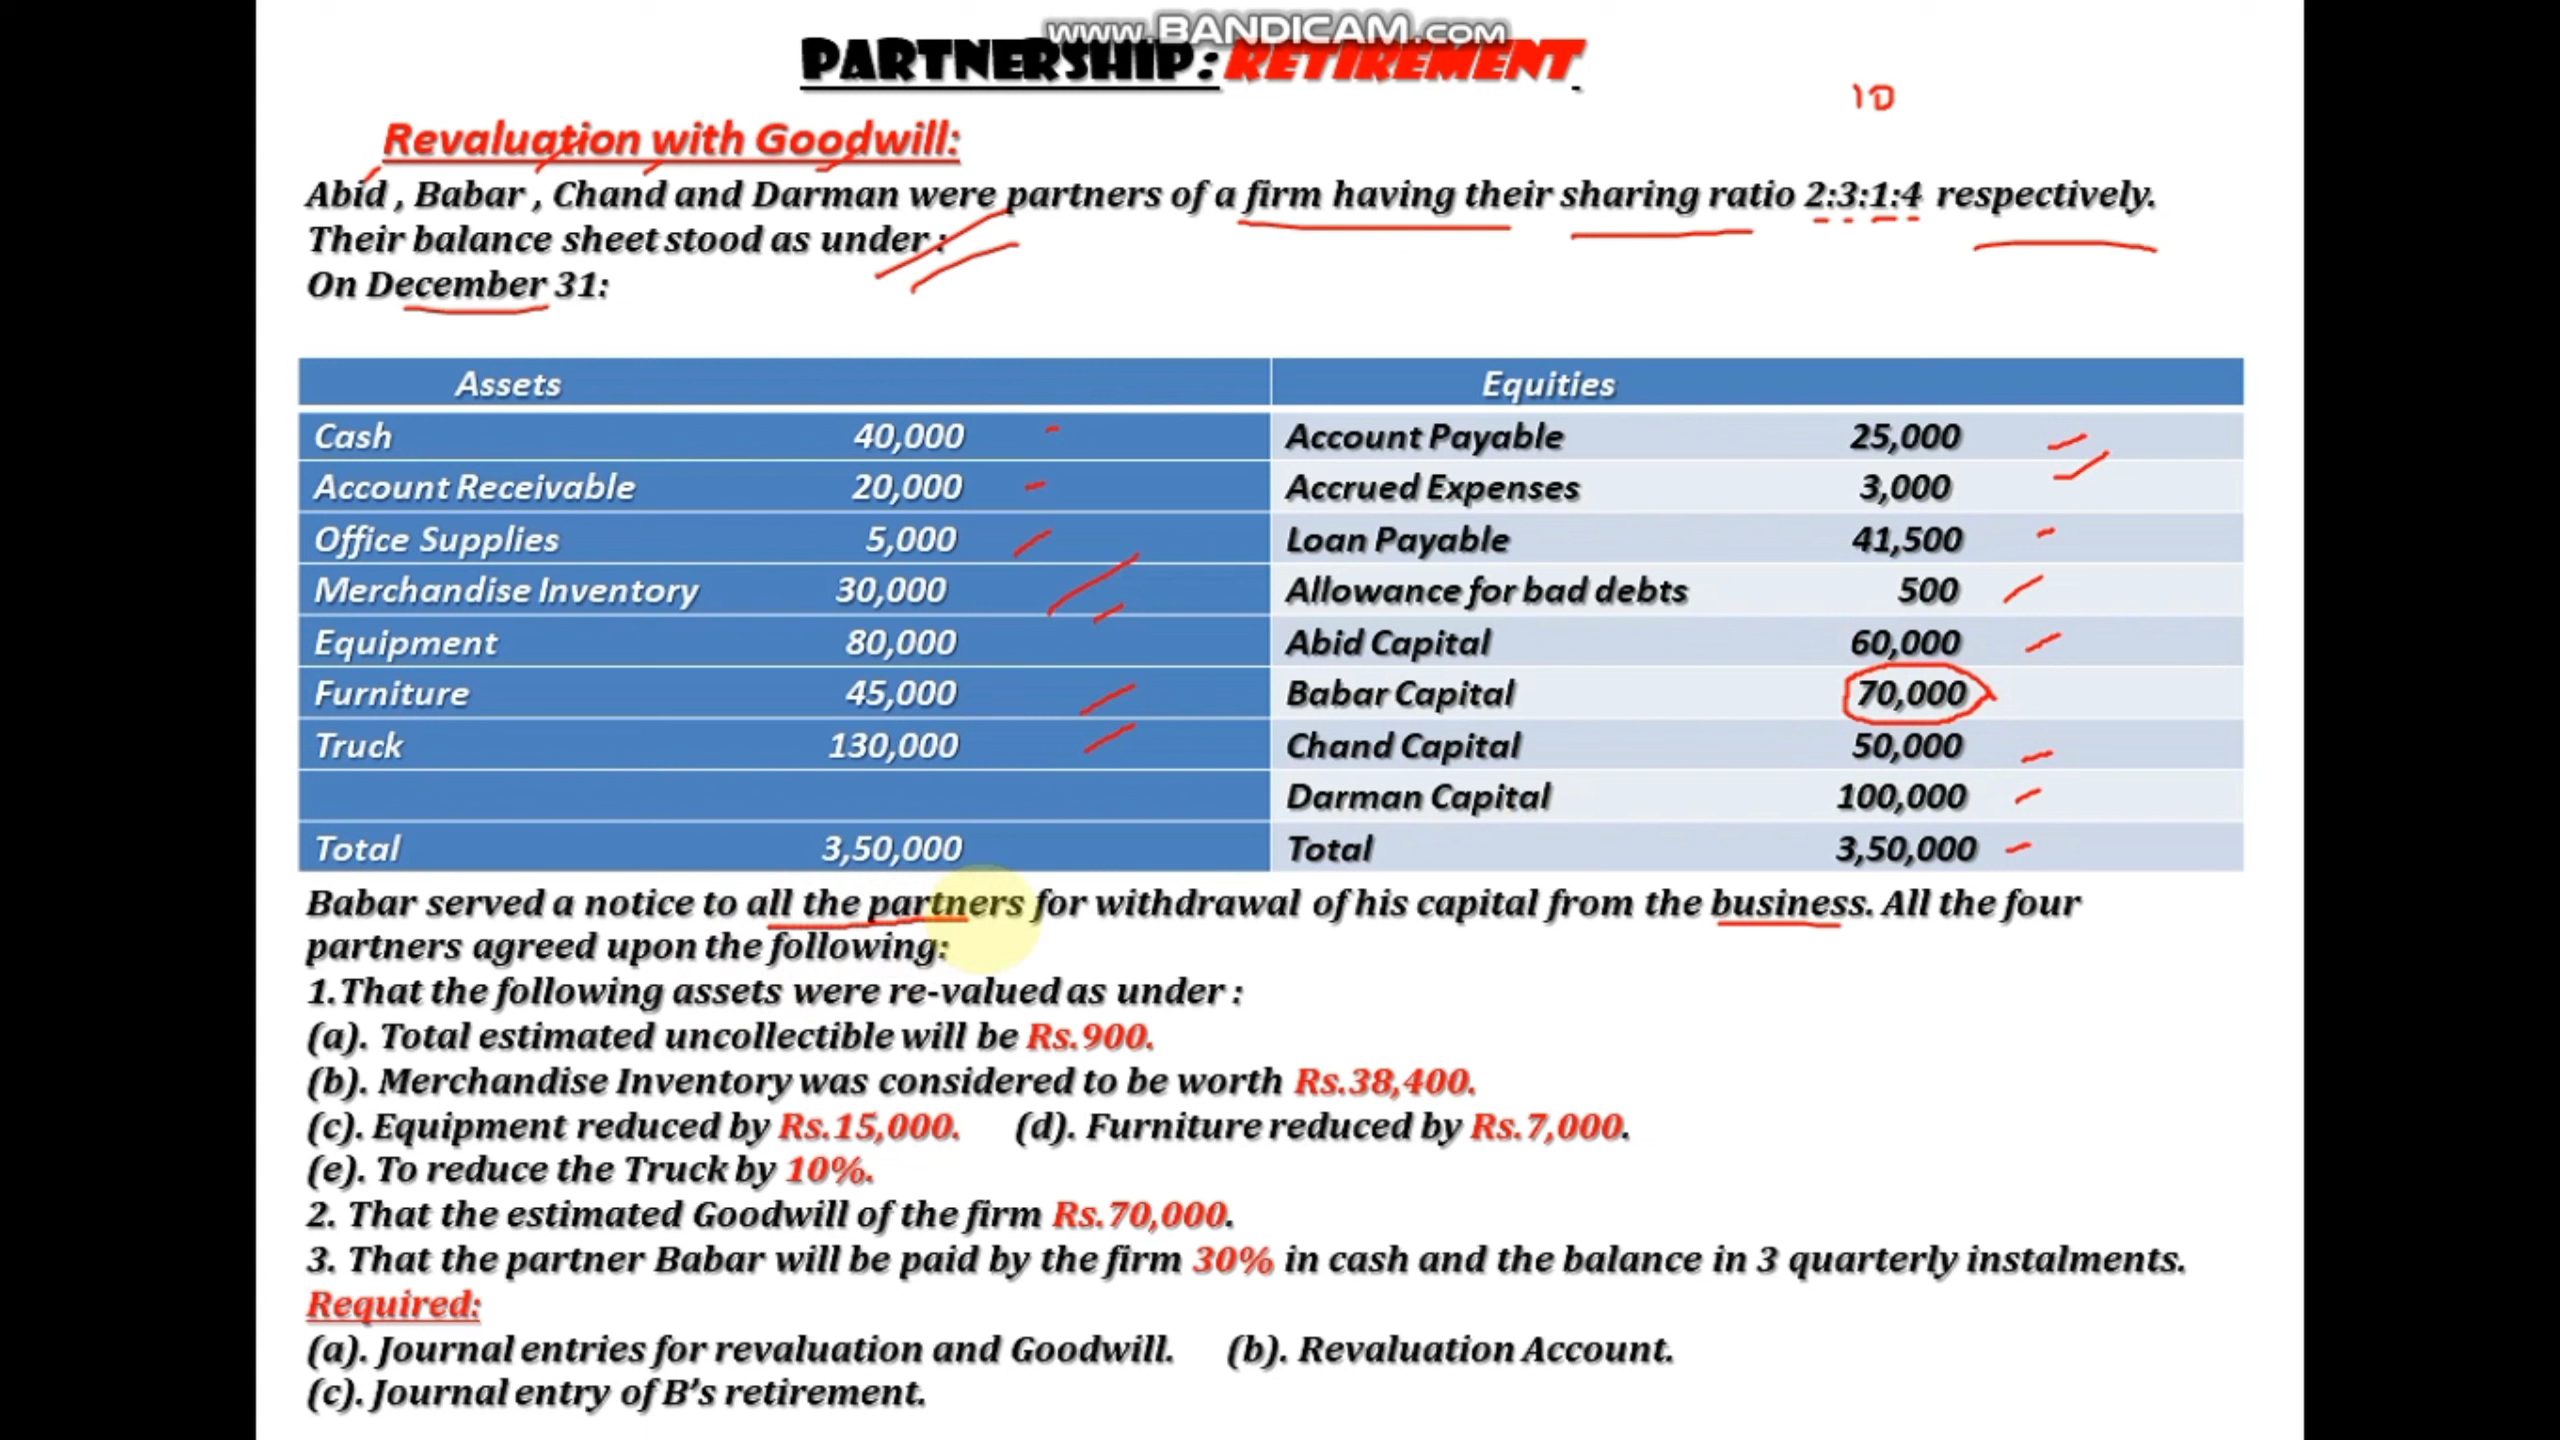 www.BANDICAM.com
PARTNERSHIP: RETIREMENT
10
Revaluation with Goodwill:
Abid , Babar , Chand and Darman were partners of a firm having their sharing ratio 2:3:1:4 respectively.
Their balance sheet stood as under :
On December 31:
Assets Equities
Cash 40,000 Account Payable 25,000
Account Receivable 20,000 Accrued Expenses 3,000
Office Supplies 5,000 Loan Payable 41,500
Merchandise Inventory 30,000 Allowance for bad debts 500
Equipment 80,000 Abid Capital 60,000
Furniture 45,000 Babar Capital 70,000
Truck 130,000 Chand Capital 50,000
Darman Capital 100,000
Total 3,50,000 Total 3,50,000
Babar served a notice to all the partners for withdrawal of his capital from the business. All the four
partners agreed upon the following:
1.That the following assets were re-valued as under :
(a). Total estimated uncollectible will be Rs.900.
(b). Merchandise Inventory was considered to be worth Rs.38,400.
(c). Equipment reduced by Rs.15,000. (d). Furniture reduced by Rs.7,000.
(e). To reduce the Truck by 10%.
2. That the estimated Goodwill of the firm Rs.70,000.
3. That the partner Babar will be paid by the firm 30% in cash and the balance in 3 quarterly instalments.
Required:
(a). Journal entries for revaluation and Goodwill. (b). Revaluation Account.
(c). Journal entry of B's retirement.